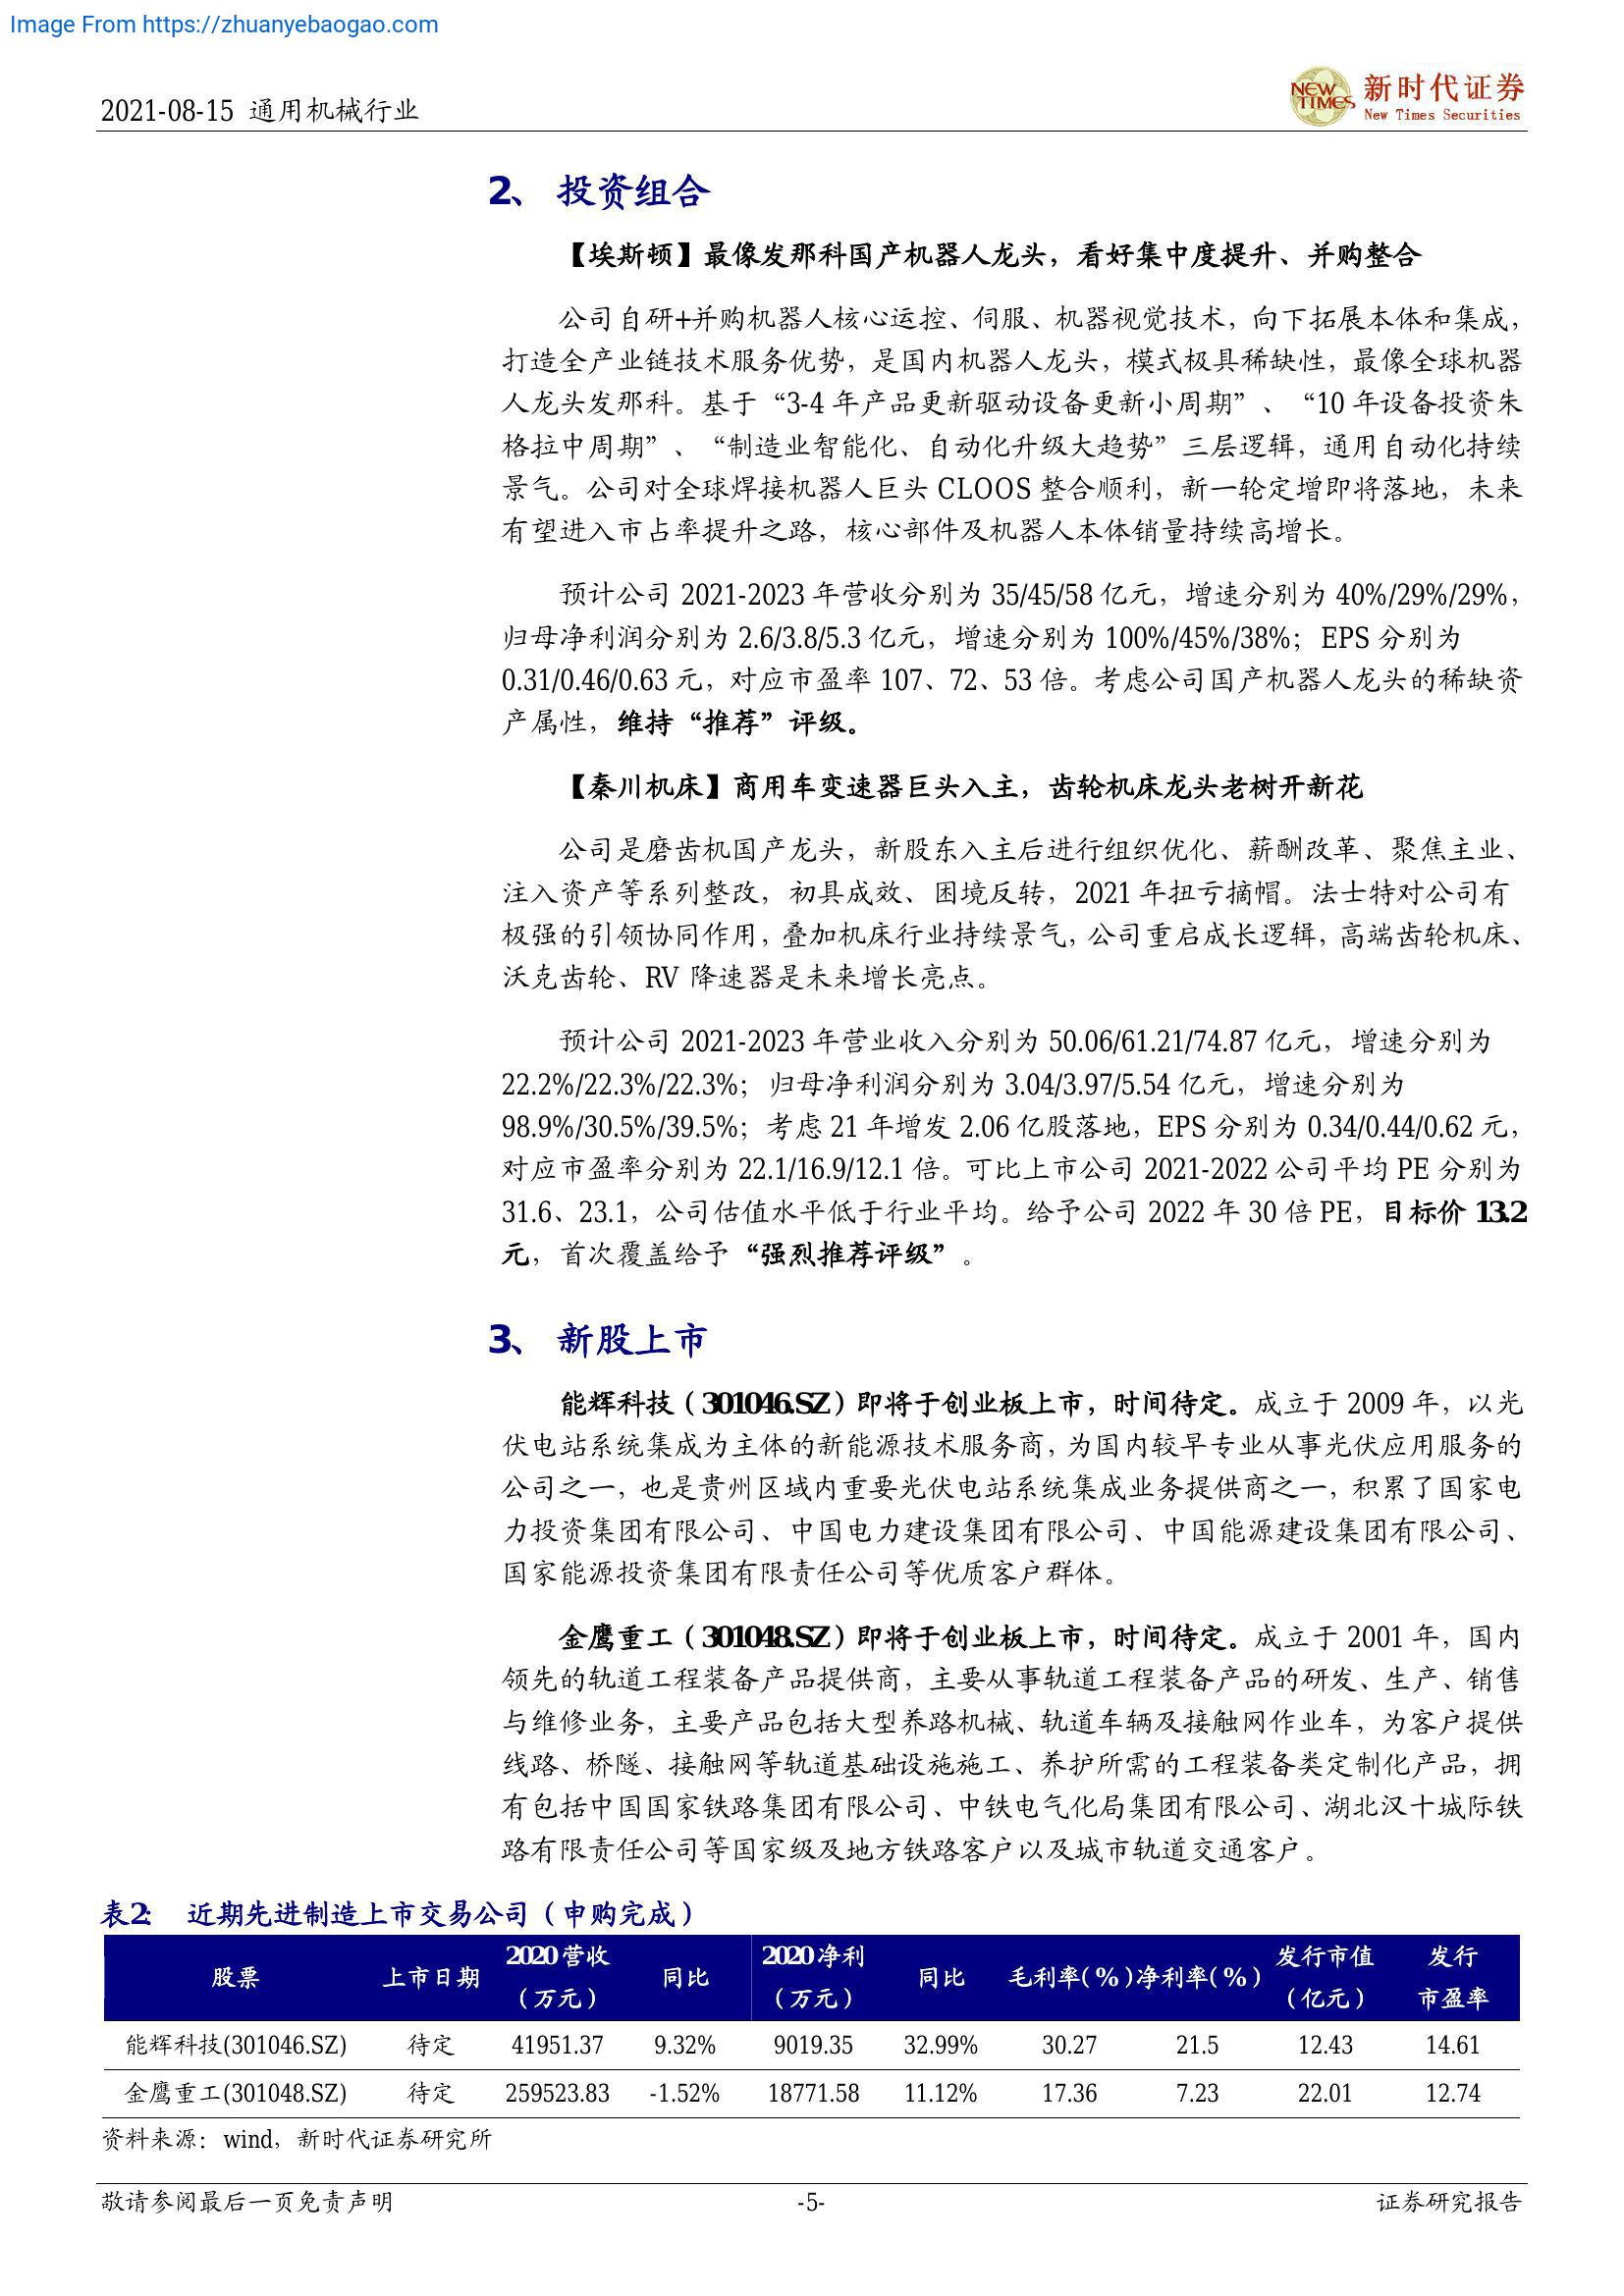 Image From https://zhuanyebaogao.com
2021-08-15 通用机械行业
NEW TIMES 新时代证券
New Times Securities
2、 投资组合
【埃斯顿】最像发那科国产机器人龙头，看好集中度提升、并购整合
公司自研+并购机器人核心运控、伺服、机器视觉技术，向下拓展本体和集成，
打造全产业链技术服务优势，是国内机器人龙头，模式极具稀缺性，最像全球机器
人龙头发那科。基于“3-4 年产品更新驱动设备更新小周期”、“10 年设备投资朱
格拉中周期”、“制造业智能化、自动化升级大趋势”三层逻辑，通用自动化持续
景气。公司对全球焊接机器人巨头 CLOOS 整合顺利，新一轮定增即将落地，未来
有望进入市占率提升之路，核心部件及机器人本体销量持续高增长。
预计公司 2021-2023 年营收分别为 35/45/58 亿元，增速分别为 40%/29%/29%，
归母净利润分别为 2.6/3.8/5.3 亿元，增速分别为 100%/45%/38%；EPS 分别为
0.31/0.46/0.63 元，对应市盈率 107、72、53 倍。考虑公司国产机器人龙头的稀缺资
产属性，维持“推荐”评级。
【秦川机床】商用车变速器巨头入主，齿轮机床龙头老树开新花
公司是磨齿机国产龙头，新股东入主后进行组织优化、薪酬改革、聚焦主业、
注入资产等系列整改，初具成效、困境反转，2021 年扭亏摘帽。法士特对公司有
极强的引领协同作用，叠加机床行业持续景气，公司重启成长逻辑，高端齿轮机床、
沃克齿轮、RV 降速器是未来增长亮点。
预计公司 2021-2023 年营业收入分别为 50.06/61.21/74.87 亿元，增速分别为
22.2%/22.3%/22.3%；归母净利润分别为 3.04/3.97/5.54 亿元，增速分别为
98.9%/30.5%/39.5%；考虑 21 年增发 2.06 亿股落地，EPS 分别为 0.34/0.44/0.62 元，
对应市盈率分别为 22.1/16.9/12.1 倍。可比上市公司 2021-2022 公司平均 PE 分别为
31.6、23.1，公司估值水平低于行业平均。给予公司 2022 年 30 倍 PE，目标价 13.2
元，首次覆盖给予“强烈推荐评级”。
3、 新股上市
能辉科技（301046.SZ）即将于创业板上市，时间待定。成立于 2009 年，以光
伏电站系统集成为主体的新能源技术服务商，为国内较早专业从事光伏应用服务的
公司之一，也是贵州区域内重要光伏电站系统集成业务提供商之一，积累了国家电
力投资集团有限公司、中国电力建设集团有限公司、中国能源建设集团有限公司、
国家能源投资集团有限责任公司等优质客户群体。
金鹰重工（301048.SZ）即将于创业板上市，时间待定。成立于 2001 年，国内
领先的轨道工程装备产品提供商，主要从事轨道工程装备产品的研发、生产、销售
与维修业务，主要产品包括大型养路机械、轨道车辆及接触网作业车，为客户提供
线路、桥隧、接触网等轨道基础设施施工、养护所需的工程装备类定制化产品，拥
有包括中国国家铁路集团有限公司、中铁电气化局集团有限公司、湖北汉十城际铁
路有限责任公司等国家级及地方铁路客户以及城市轨道交通客户。
表2： 近期先进制造上市交易公司（申购完成）
股票 上市日期 2020 营收（万元） 同比 2020 净利（万元） 同比 毛利率(%) 净利率(%) 发行市值（亿元） 发行市盈率
能辉科技(301046.SZ) 待定 41951.37 9.32% 9019.35 32.99% 30.27 21.5 12.43 14.61
金鹰重工(301048.SZ) 待定 259523.83 -1.52% 18771.58 11.12% 17.36 7.23 22.01 12.74
资料来源：wind，新时代证券研究所
敬请参阅最后一页免责声明 -5- 证券研究报告